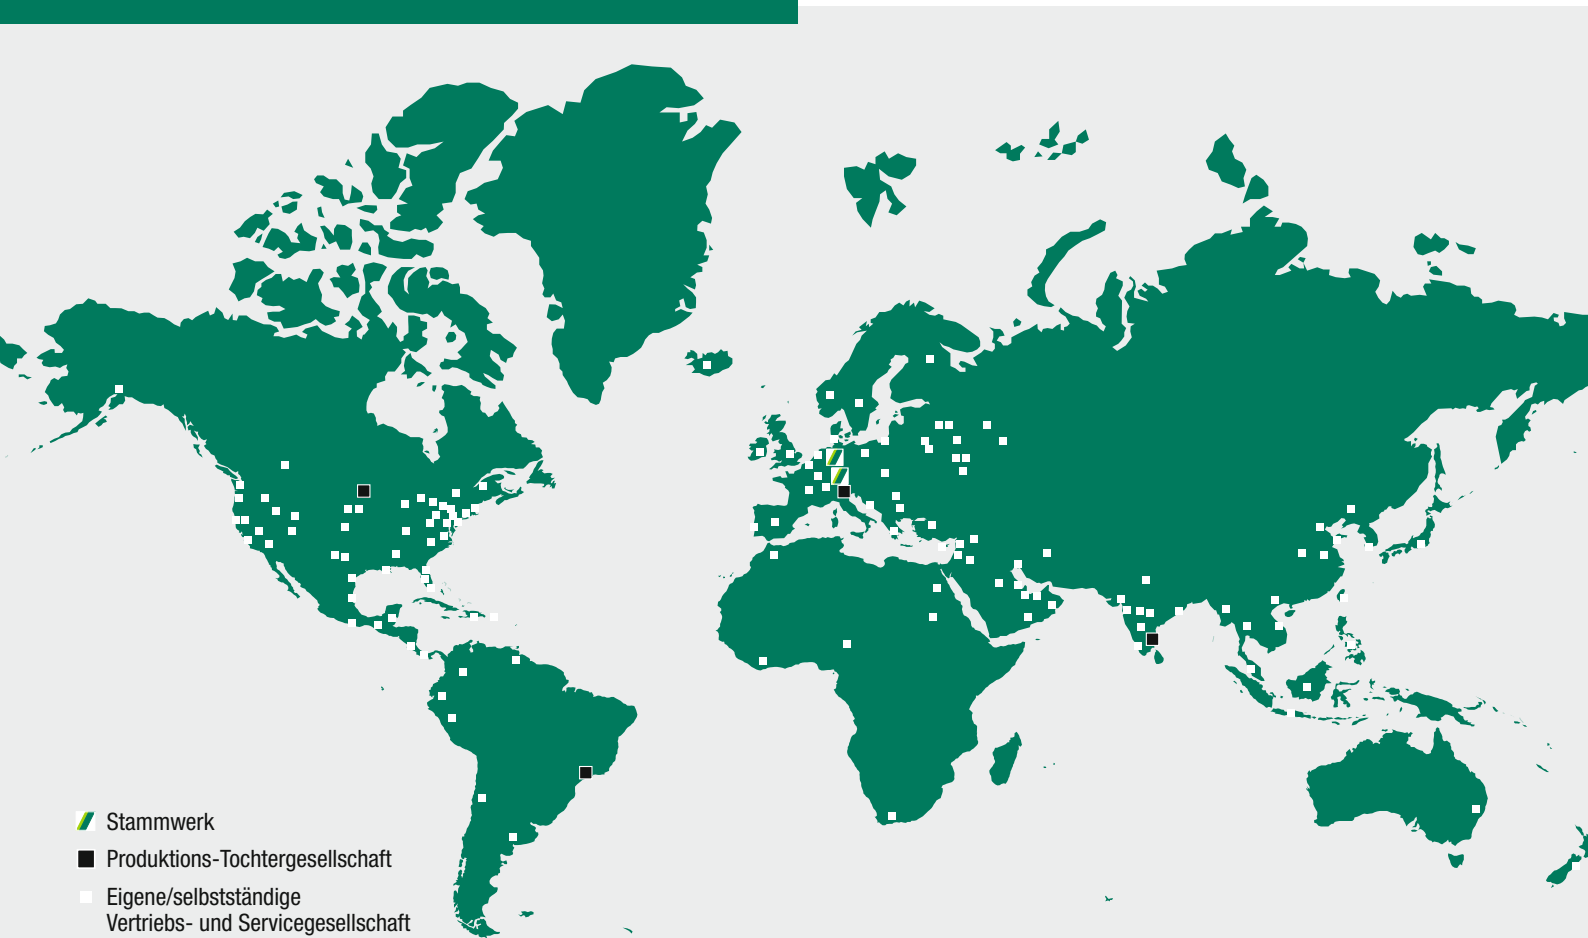 Stammwerk
Produktions-Tochtergesellschaft
Eigene/selbstständige
Vertriebs- und Servicegesellschaft